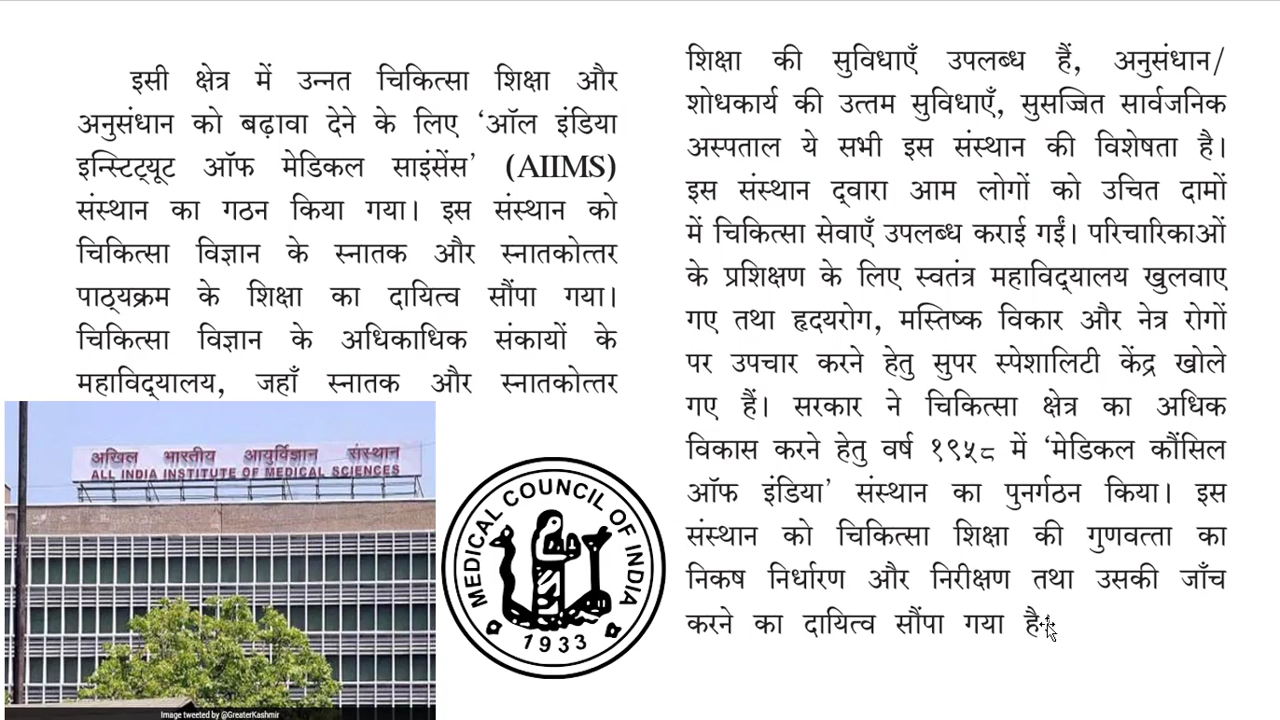 इसी क्षेत्र में उन्नत चिकित्सा शिक्षा और
अनुसंधान को बढ़ावा देने के लिए ‘ऑल इंडिया
इन्स्टिट्यूट ऑफ मेडिकल साइंसेंस’ (AIIMS)
संस्थान का गठन किया गया। इस संस्थान को
चिकित्सा विज्ञान के स्नातक और स्नातकोत्तर
पाठ्यक्रम के शिक्षा का दायित्व सौंपा गया।
चिकित्सा विज्ञान के अधिकाधिक संकायों के
महाविद्यालय, जहाँ स्नातक और स्नातकोत्तर
शिक्षा की सुविधाएँ उपलब्ध हैं, अनुसंधान/
शोधकार्य की उत्तम सुविधाएँ, सुसज्जित सार्वजनिक
अस्पताल ये सभी इस संस्थान की विशेषता है।
इस संस्थान द्वारा आम लोगों को उचित दामों
में चिकित्सा सेवाएँ उपलब्ध कराई गईं। परिचारिकाओं
के प्रशिक्षण के लिए स्वतंत्र महाविद्यालय खुलवाए
गए तथा हृदयरोग, मस्तिष्क विकार और नेत्र रोगों
पर उपचार करने हेतु सुपर स्पेशालिटी केंद्र खोले
गए हैं। सरकार ने चिकित्सा क्षेत्र का अधिक
विकास करने हेतु वर्ष १९५८ में ‘मेडिकल कौंसिल
ऑफ इंडिया’ संस्थान का पुनर्गठन किया। इस
संस्थान को चिकित्सा शिक्षा की गुणवत्ता का
निकष निर्धारण और निरीक्षण तथा उसकी जाँच
करने का दायित्व सौंपा गया है
अखिल भारतीय आयुर्विज्ञान संस्थान
ALL INDIA INSTITUTE OF MEDICAL SCIENCES
Image tweeted by @GreaterKashmir
MEDICAL COUNCIL OF INDIA
1933